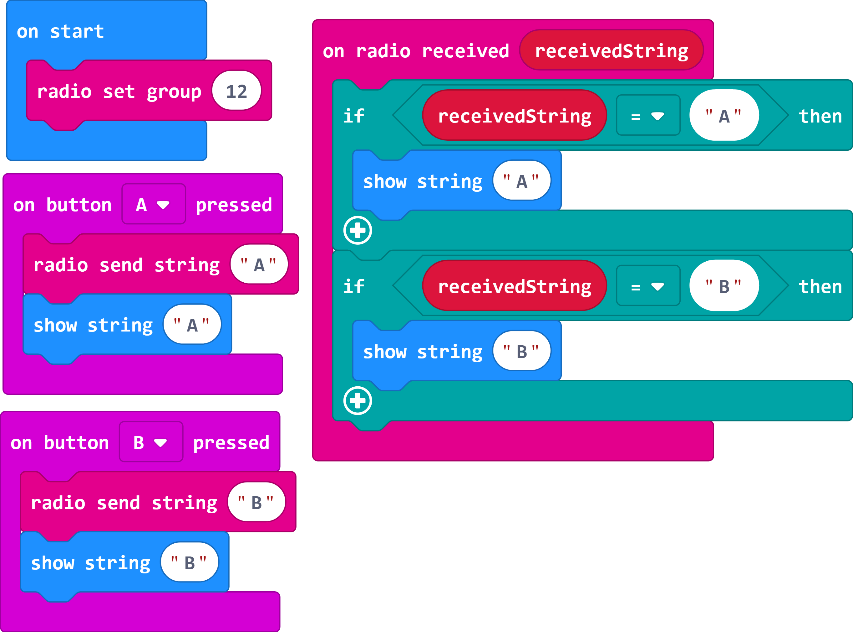 on start
radio set group 12
on button A pressed
radio send string "A"
show string "A"
on button B pressed
radio send string "B"
show string "B"
on radio received receivedString
if receivedString = "A" then
show string "A"
if receivedString = "B" then
show string "B"